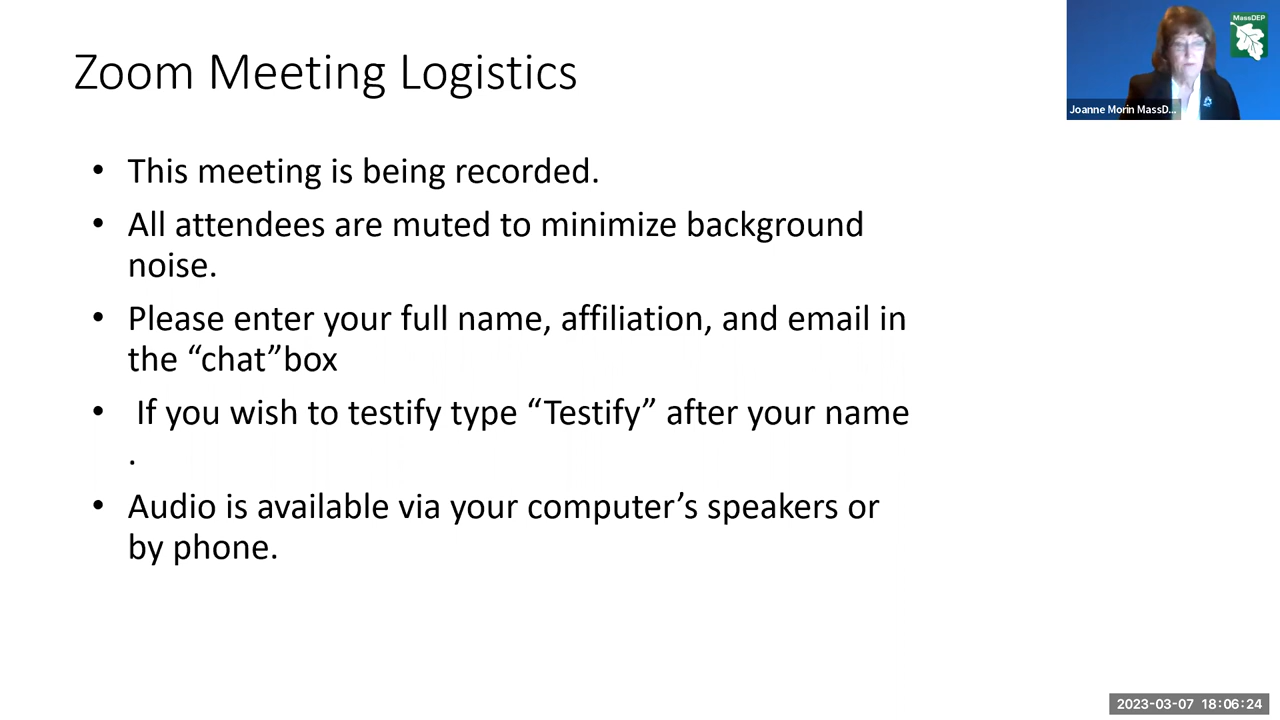 Zoom Meeting Logistics
MassDEP
Joanne Morin MassD...
• This meeting is being recorded.
• All attendees are muted to minimize background
noise.
• Please enter your full name, affiliation, and email in
the “chat”box
• If you wish to testify type “Testify” after your name
.
• Audio is available via your computer’s speakers or
by phone.
2023-03-07 18:06:24